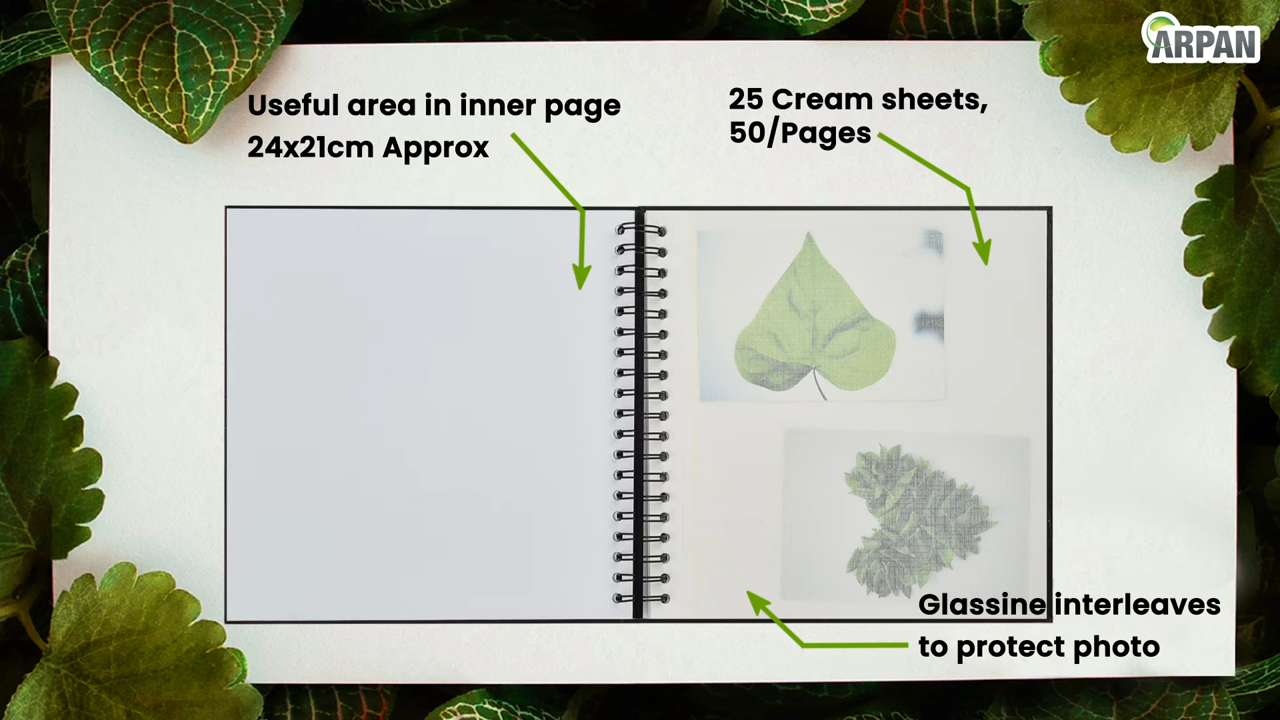 ARPAN
Useful area in inner page
24x21cm Approx
25 Cream sheets,
50/Pages
Glassine interleaves
to protect photo